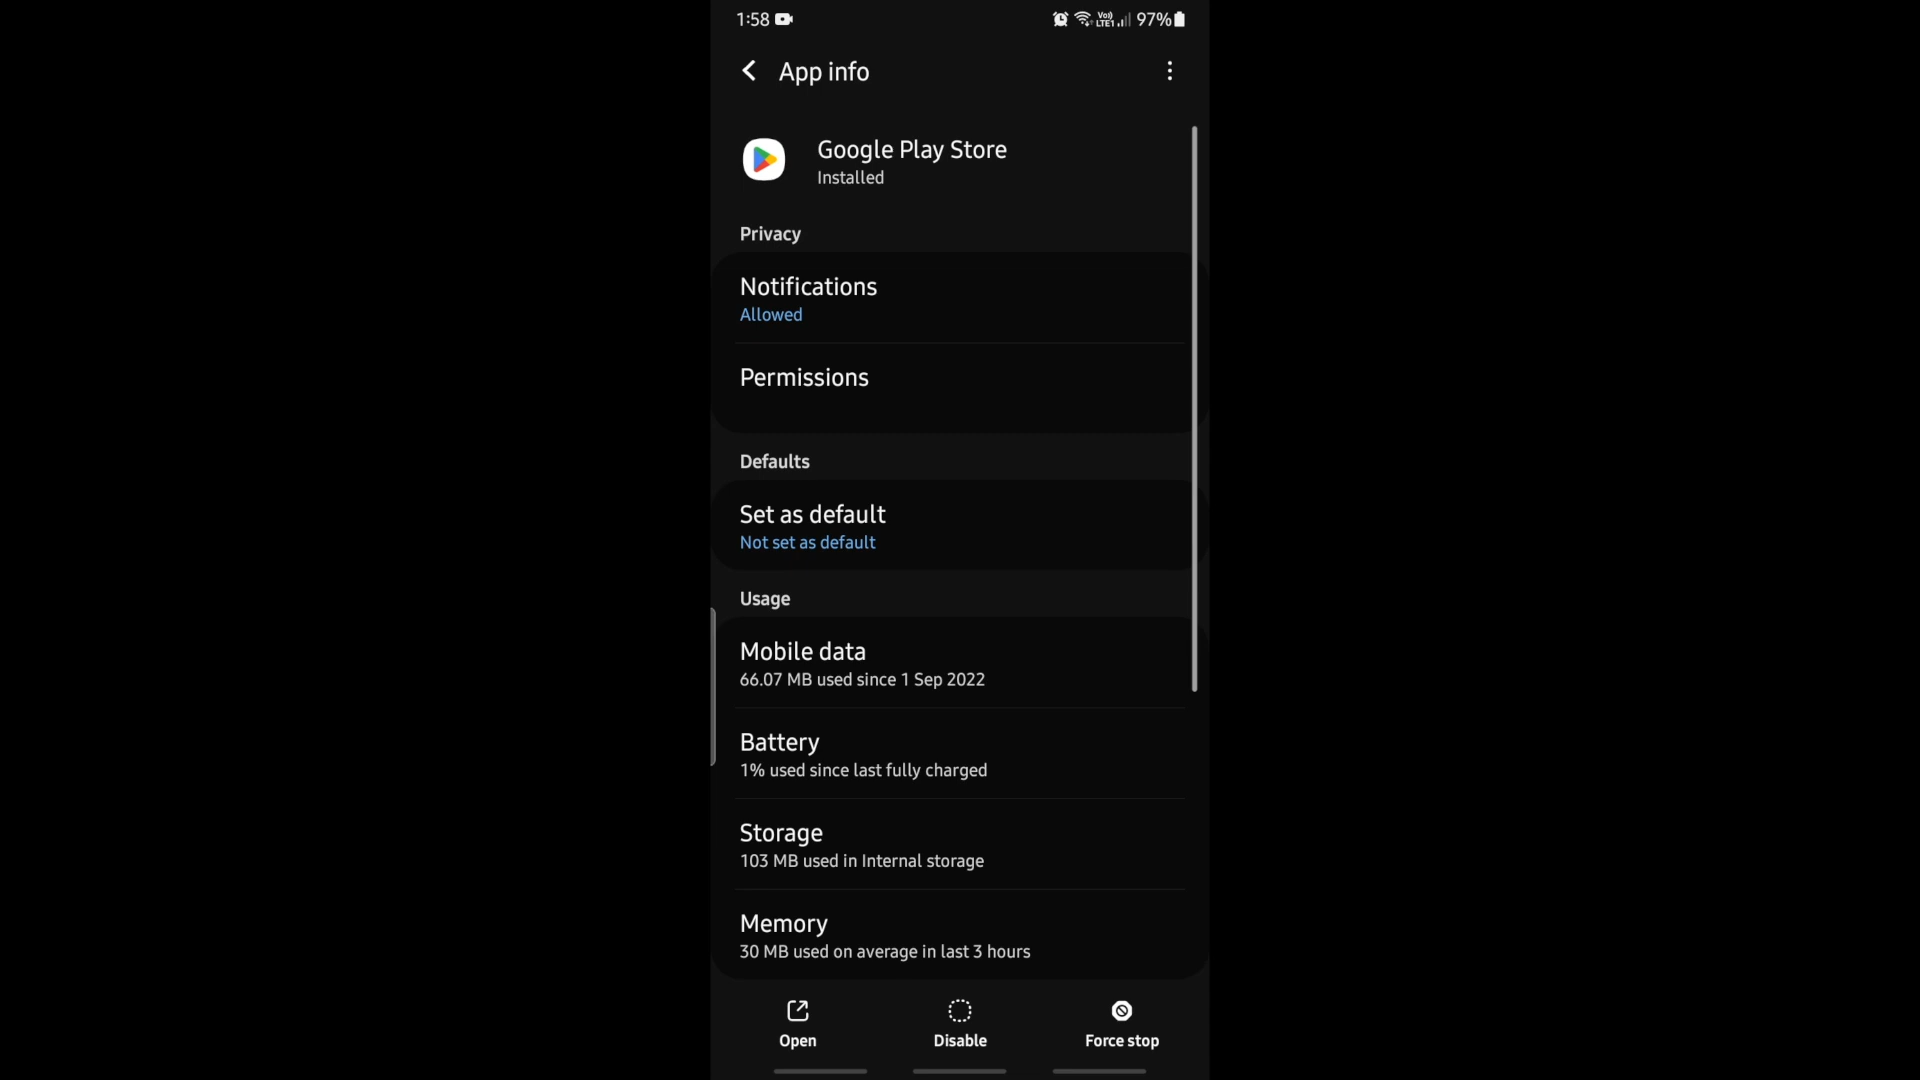 1:58 97%
Vo)
LTE1
App info
Google Play Store
Installed
Privacy
Notifications
Allowed
Permissions
Defaults
Set as default
Not set as default
Usage
Mobile data
66.07 MB used since 1 Sep 2022
Battery
1% used since last fully charged
Storage
103 MB used in Internal storage
Memory
30 MB used on average in last 3 hours
Open Disable Force stop